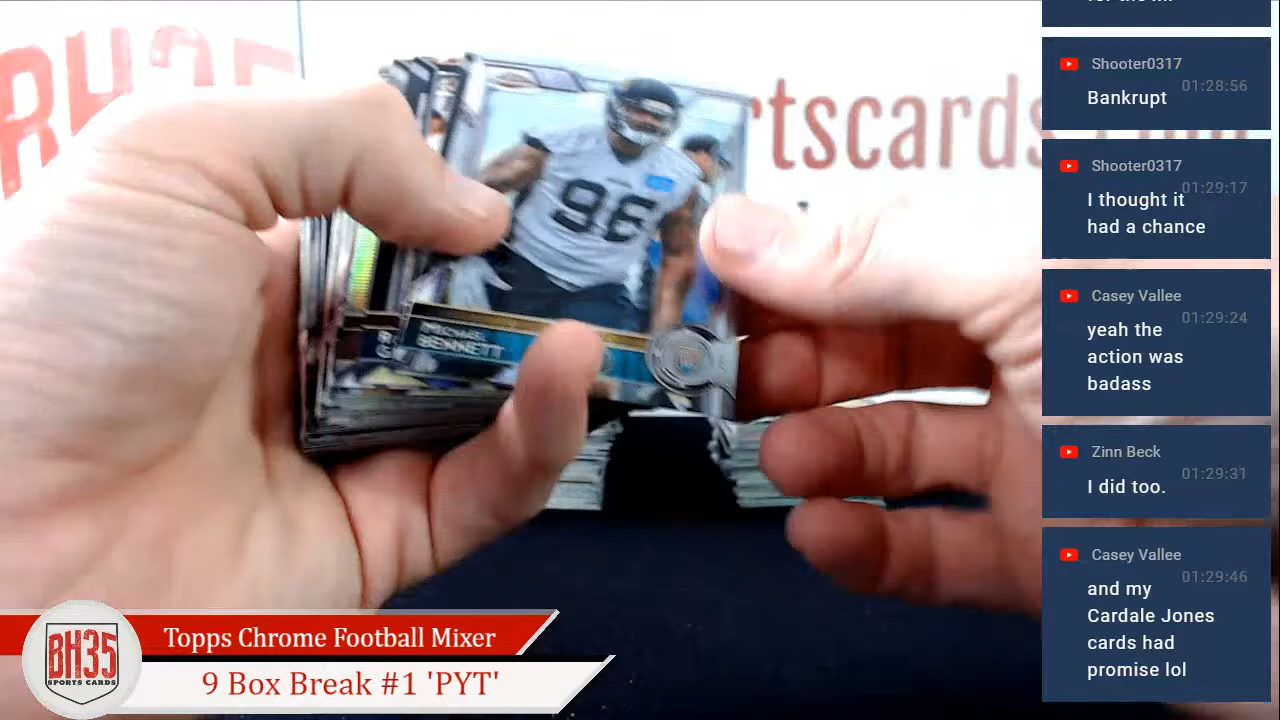 BH35
rtscards
96
MICHAEL
BENNETT
Shooter0317
01:28:56
Bankrupt
Shooter0317
01:29:17
I thought it
had a chance
Casey Vallee
01:29:24
yeah the
action was
badass
Zinn Beck
01:29:31
I did too.
Casey Vallee
01:29:46
and my
Cardale Jones
cards had
promise lol
BH35
SPORTS CARDS
Topps Chrome Football Mixer
9 Box Break #1 'PYT'